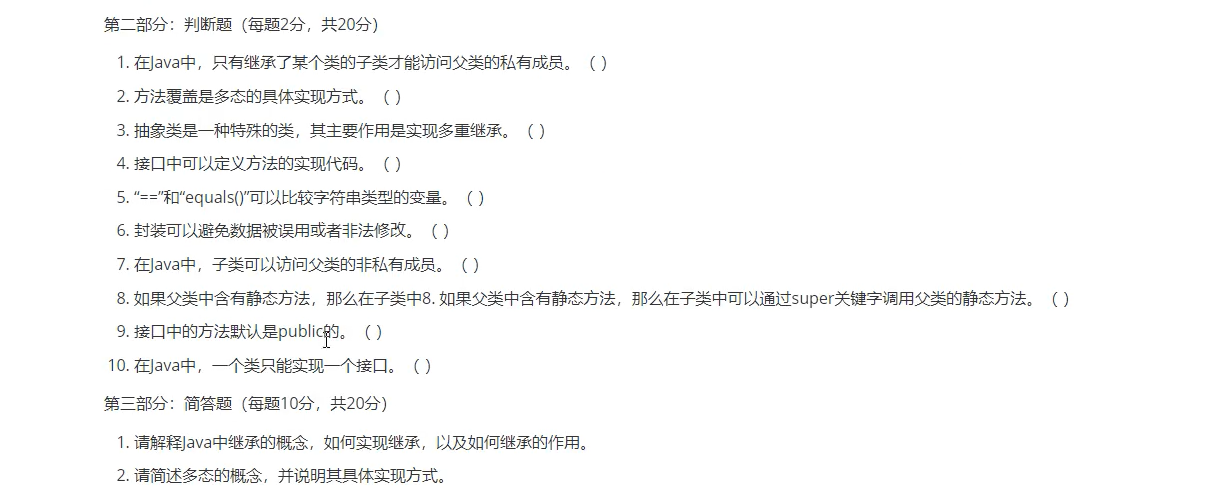 第二部分：判断题（每题2分，共20分）
1. 在Java中，只有继承了某个类的子类才能访问父类的私有成员。（ ）
2. 方法覆盖是多态的具体实现方式。（ ）
3. 抽象类是一种特殊的类，其主要作用是实现多重继承。（ ）
4. 接口中可以定义方法的实现代码。（ ）
5. “==”和“equals()”可以比较字符串类型的变量。（ ）
6. 封装可以避免数据被误用或者非法修改。（ ）
7. 在Java中，子类可以访问父类的非私有成员。（ ）
8. 如果父类中含有静态方法，那么在子类中8. 如果父类中含有静态方法，那么在子类中可以通过super关键字调用父类的静态方法。（ ）
9. 接口中的方法默认是public的。（ ）
10. 在Java中，一个类只能实现一个接口。（ ）
第三部分：简答题（每题10分，共20分）
1. 请解释Java中继承的概念，如何实现继承，以及如何继承的作用。
2. 请简述多态的概念，并说明其具体实现方式。